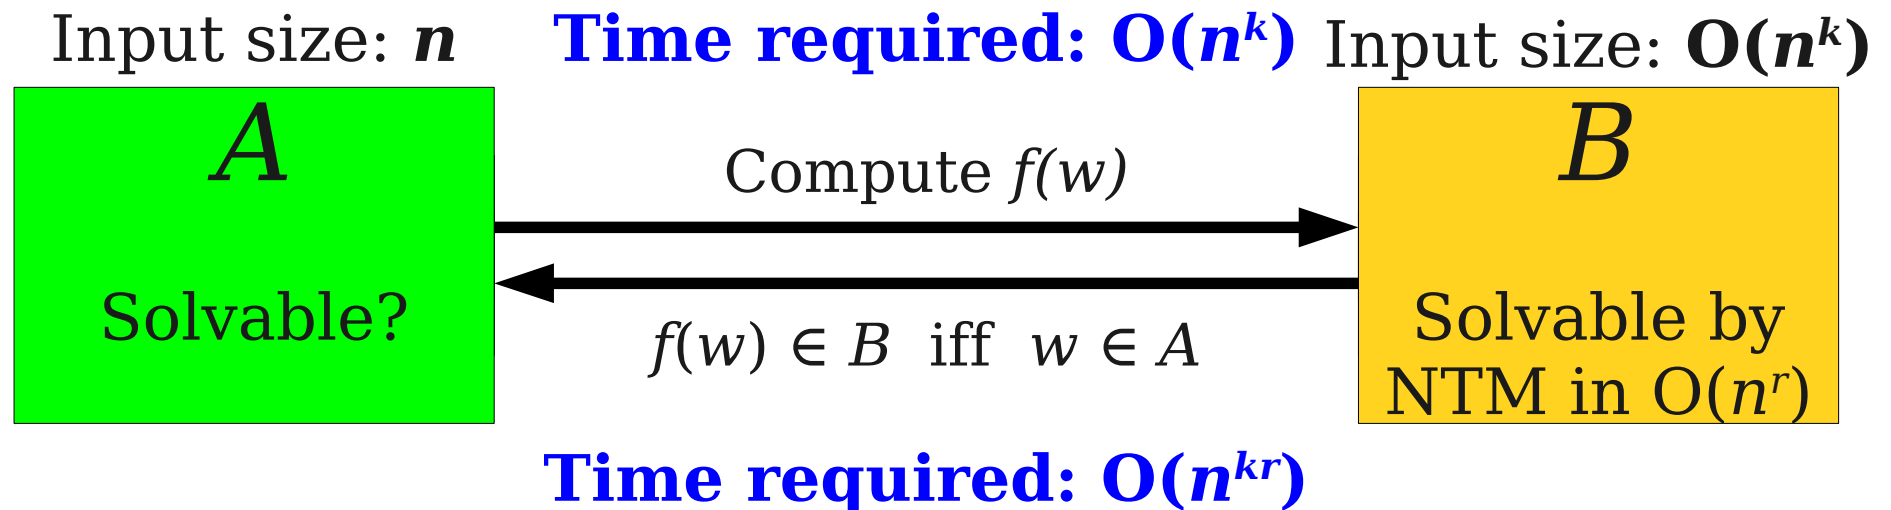 Input size: n
Time required: O(n^k)
Input size: O(n^k)
A
Solvable?
Compute f(w)
f(w) ∈ B iff w ∈ A
B
Solvable by
NTM in O(n^r)
Time required: O(n^kr)